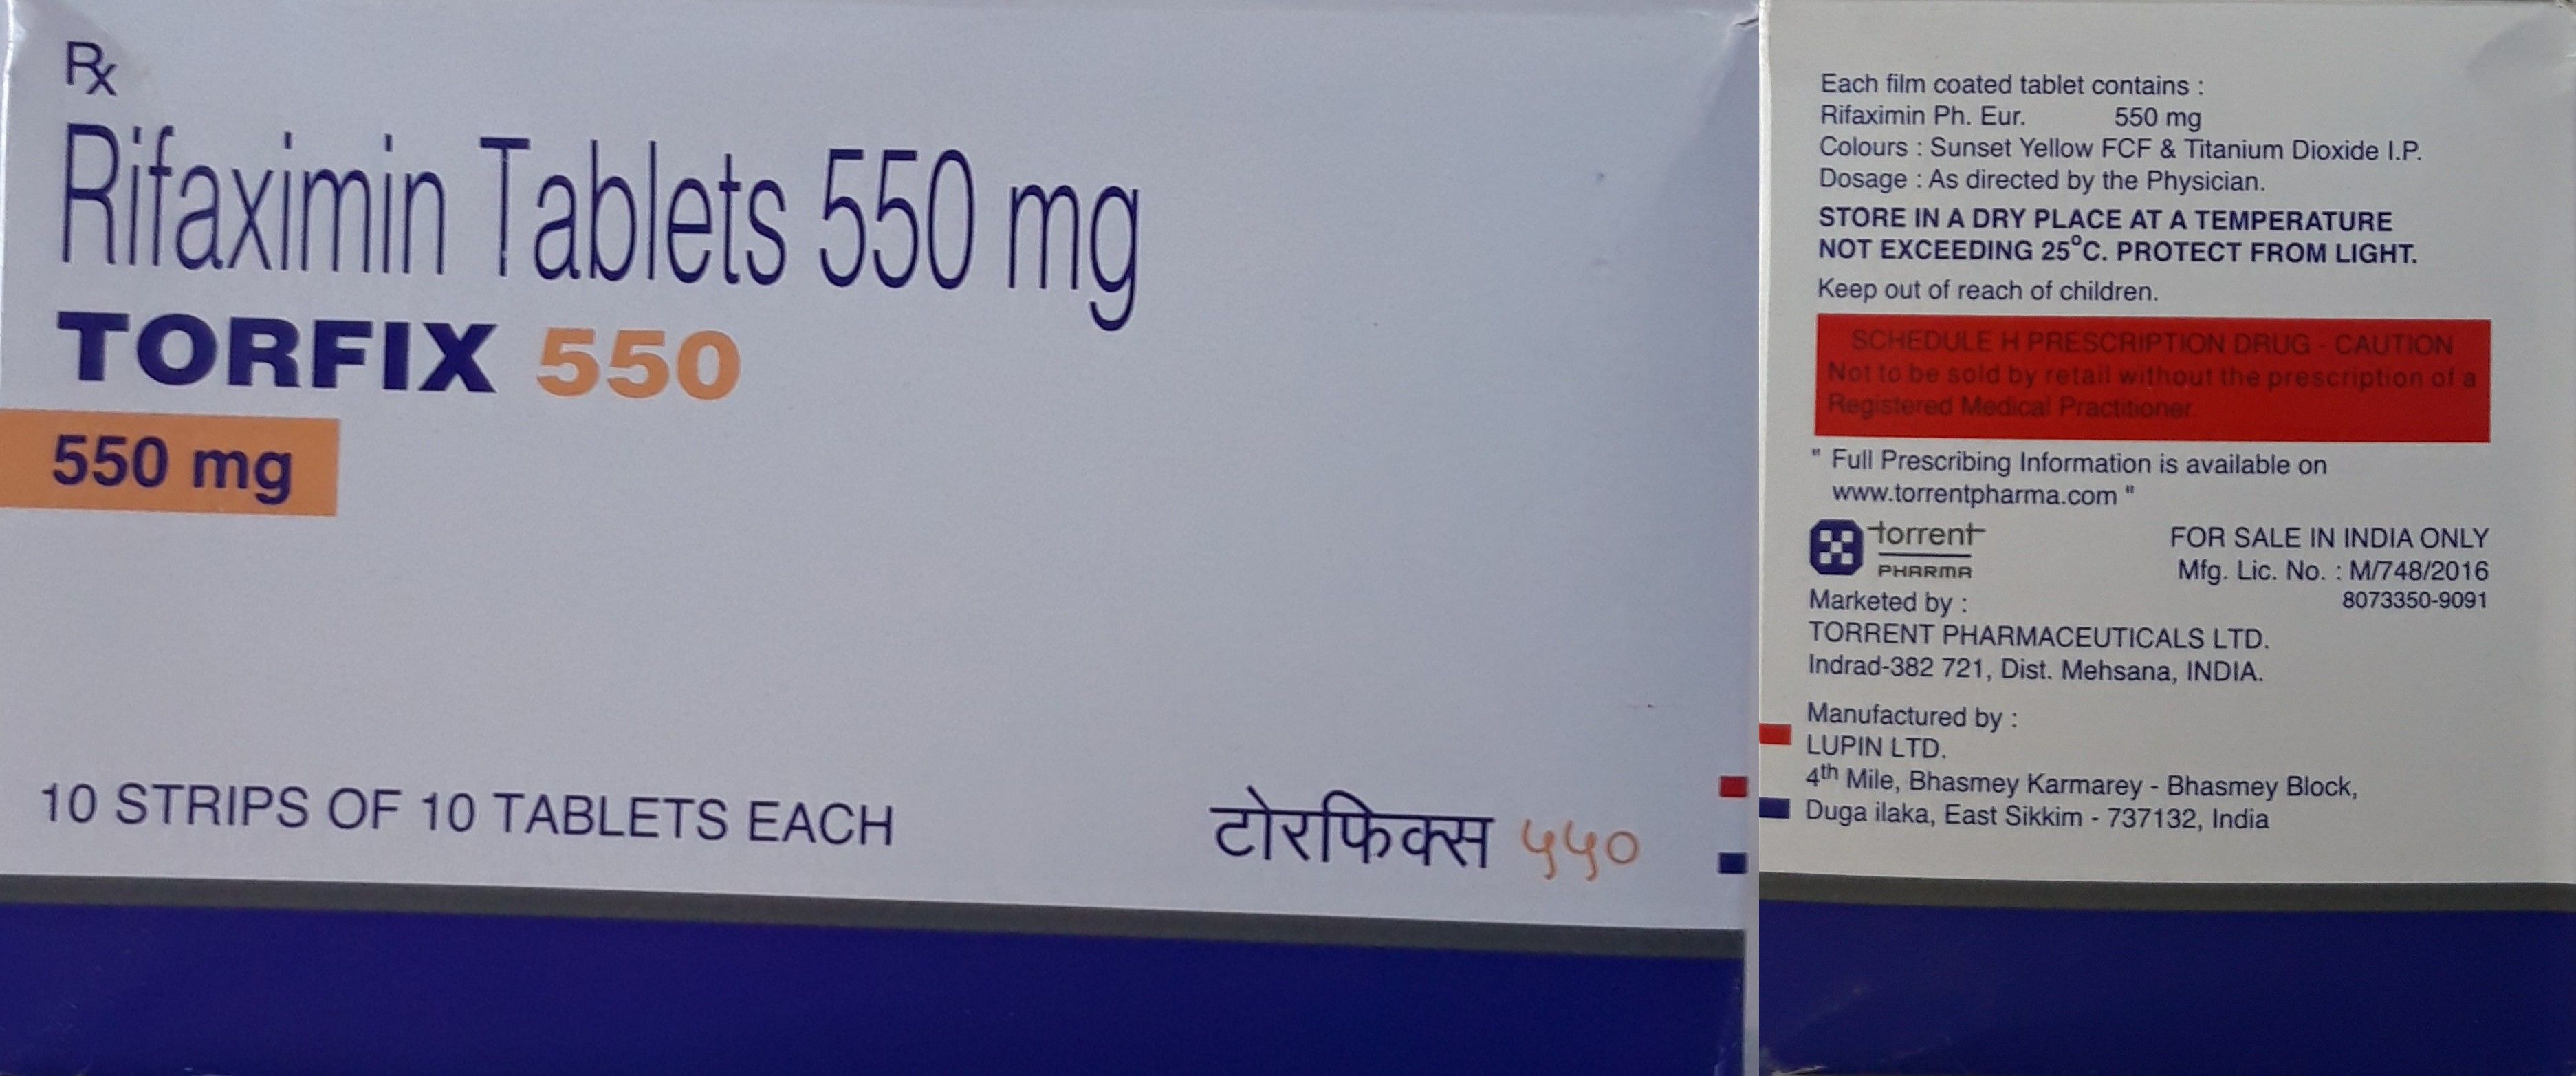 Rx
Rifaximin Tablets 550 mg
TORFIX 550
550 mg
10 STRIPS OF 10 TABLETS EACH
टोरफिक्स ५५०
Each film coated tablet contains :
Rifaximin Ph. Eur. 550 mg
Colours : Sunset Yellow FCF & Titanium Dioxide I.P.
Dosage : As directed by the Physician.
STORE IN A DRY PLACE AT A TEMPERATURE
NOT EXCEEDING 25°C. PROTECT FROM LIGHT.
Keep out of reach of children.
SCHEDULE H PRESCRIPTION DRUG - CAUTION
Not to be sold by retail without the prescription of a
Registered Medical Practitioner.
" Full Prescribing Information is available on
www.torrentpharma.com "
torrent
PHARMA
FOR SALE IN INDIA ONLY
Mfg. Lic. No. : M/748/2016
8073350-9091
Marketed by :
TORRENT PHARMACEUTICALS LTD.
Indrad-382 721, Dist. Mehsana, INDIA.
Manufactured by :
LUPIN LTD.
4th Mile, Bhasmey Karmarey - Bhasmey Block,
Duga ilaka, East Sikkim - 737132, India